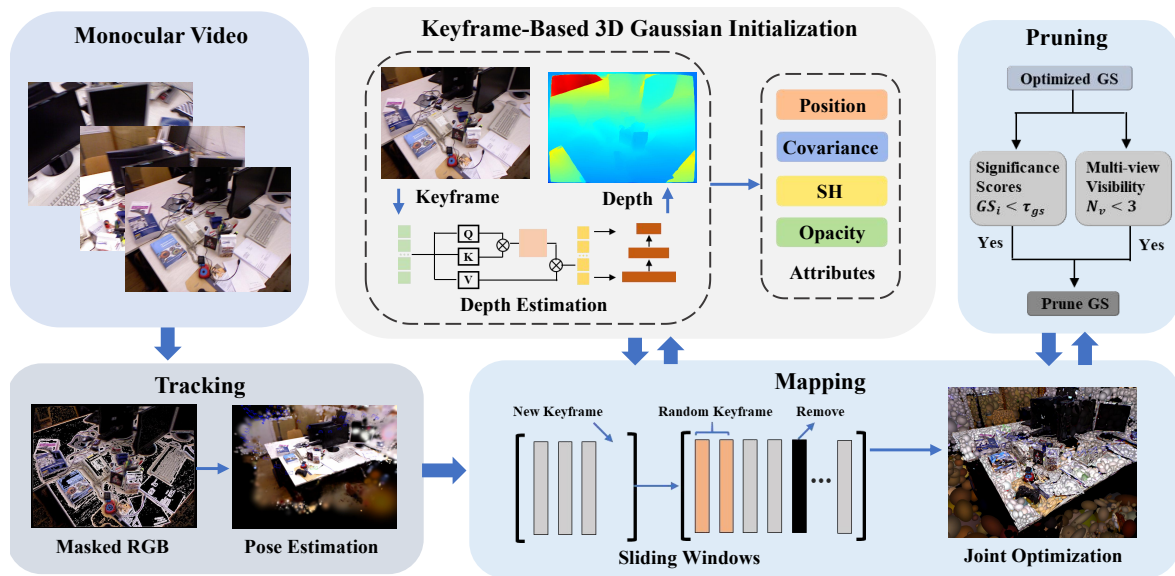 Monocular Video
Keyframe-Based 3D Gaussian Initialization
Keyframe
Depth
Q
K
V
Depth Estimation
Position
Covariance
SH
Opacity
Attributes
Pruning
Optimized GS
Significance
Scores
$GS_i < \tau_{gs}$
Multi-view
Visibility
$N_v < 3$
Yes
Yes
Prune GS
Tracking
Masked RGB
Pose Estimation
Mapping
New Keyframe
Random Keyframe
Remove
...
Sliding Windows
Joint Optimization